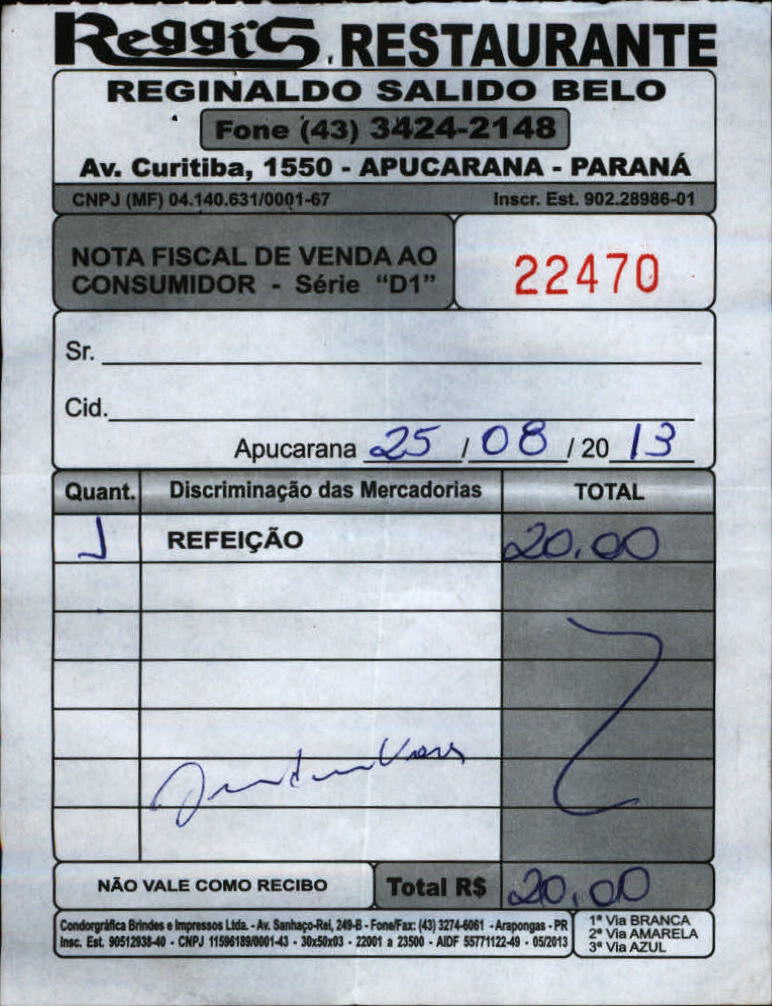 Reggi's RESTAURANTE
REGINALDO SALIDO BELO
Fone (43) 3424-2148
Av. Curitiba, 1550 - APUCARANA - PARANÁ
CNPJ (MF) 04.140.631/0001-67 Inscr. Est. 902.28986-01
NOTA FISCAL DE VENDA AO
CONSUMIDOR - Série "D1"
22470
Sr.
Cid.
Apucarana 25 / 08 / 20 13
Quant. Discriminação das Mercadorias TOTAL
1 REFEIÇÃO 20,00
NÃO VALE COMO RECIBO Total R$ 20,00
Condorgráfica Brindes e Impressos Ltda. - Av. Sanhaço-Rei, 249-B - Fone/Fax: (43) 3274-6061 - Arapongas - PR
Insc. Est. 90512938-40 - CNPJ 11596189/0001-43 - 30x50x03 - 22001 a 23500 - AIDF 55771122-49 - 05/2013
1ª Via BRANCA
2ª Via AMARELA
3ª Via AZUL